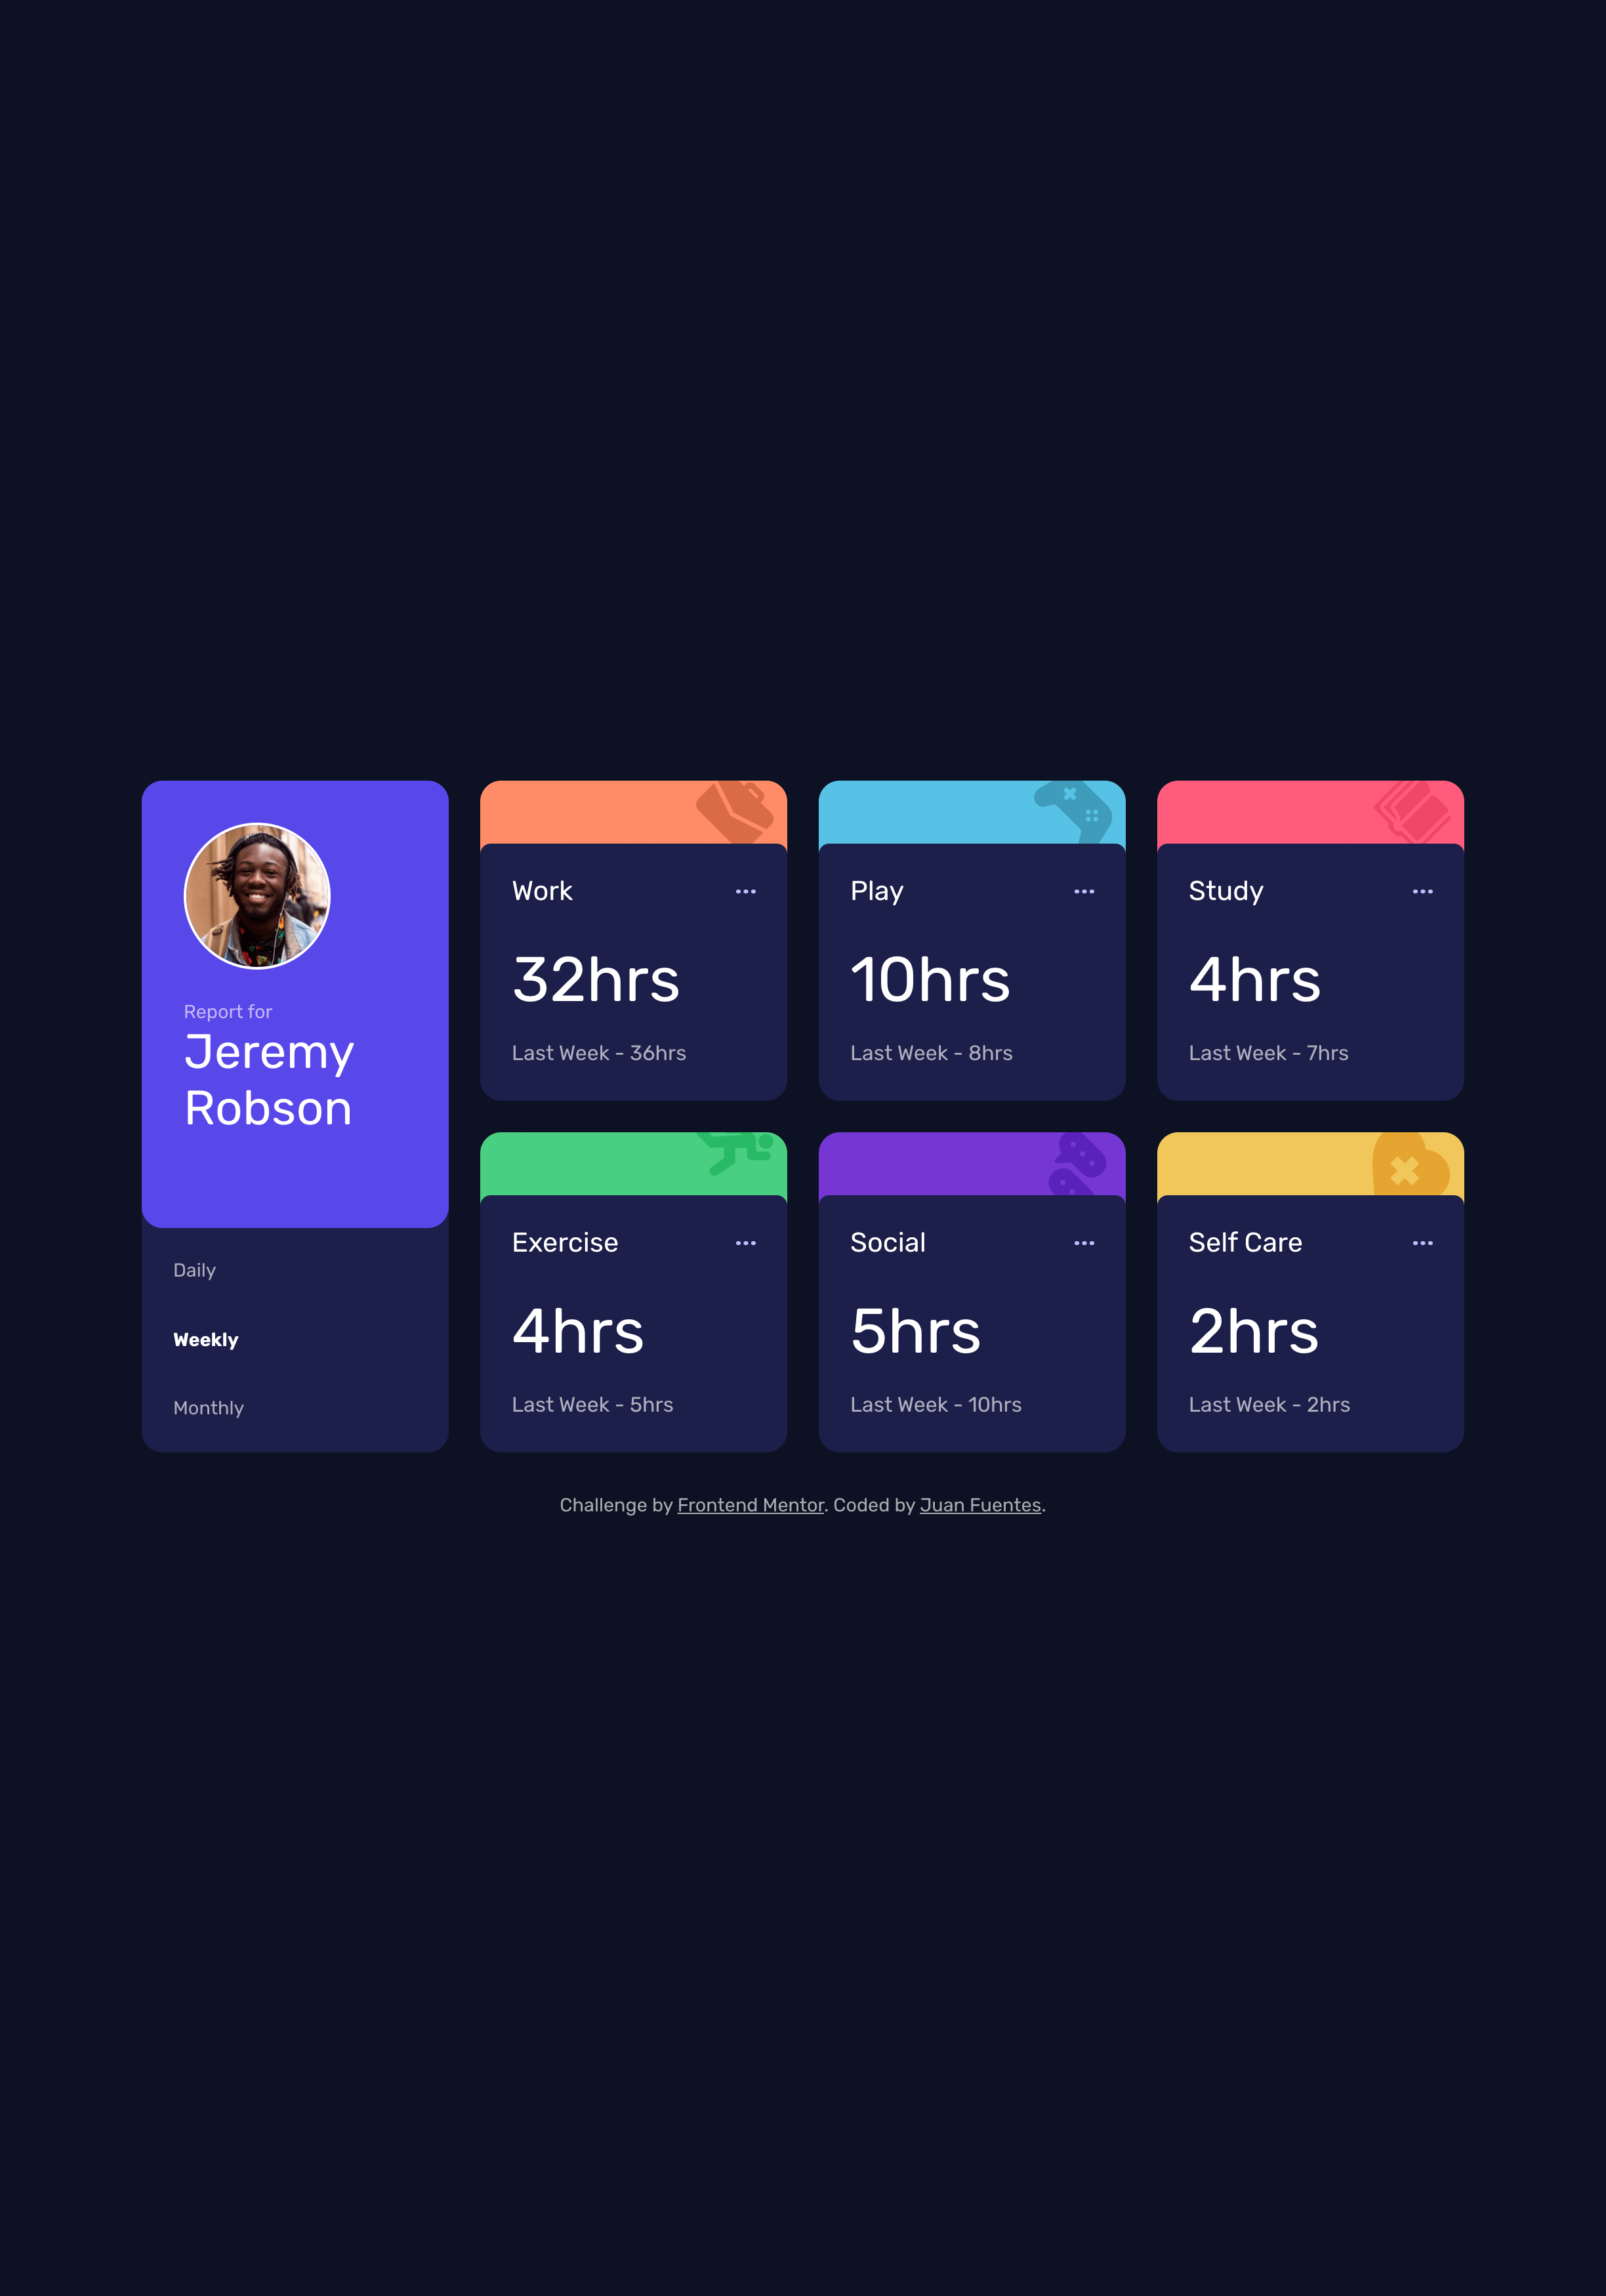 Report for
Jeremy
Robson
Daily
Weekly
Monthly
Work
32hrs
Last Week - 36hrs
Play
10hrs
Last Week - 8hrs
Study
4hrs
Last Week - 7hrs
Exercise
4hrs
Last Week - 5hrs
Social
5hrs
Last Week - 10hrs
Self Care
2hrs
Last Week - 2hrs
Challenge by Frontend Mentor. Coded by Juan Fuentes.